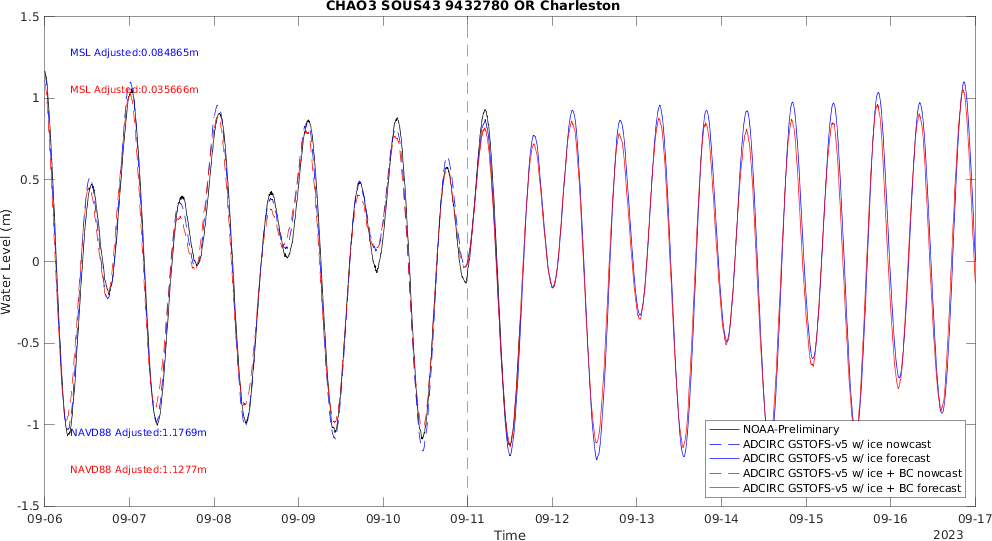 CHAO3 SOUS43 9432780 OR Charleston
1.5
MSL Adjusted:0.084865m
1
MSL Adjusted:0.035666m
0.5
Water Level (m)
0
-0.5
-1
NAVD88 Adjusted:1.1769m
NOAA-Preliminary
ADCIRC GSTOFS-v5 w/ ice nowcast
ADCIRC GSTOFS-v5 w/ ice forecast
NAVD88 Adjusted:1.1277m
ADCIRC GSTOFS-v5 w/ ice + BC nowcast
ADCIRC GSTOFS-v5 w/ ice + BC forecast
-1.5
09-06 09-07 09-08 09-09 09-10 09-11 09-12 09-13 09-14 09-15 09-16 09-17
Time
2023